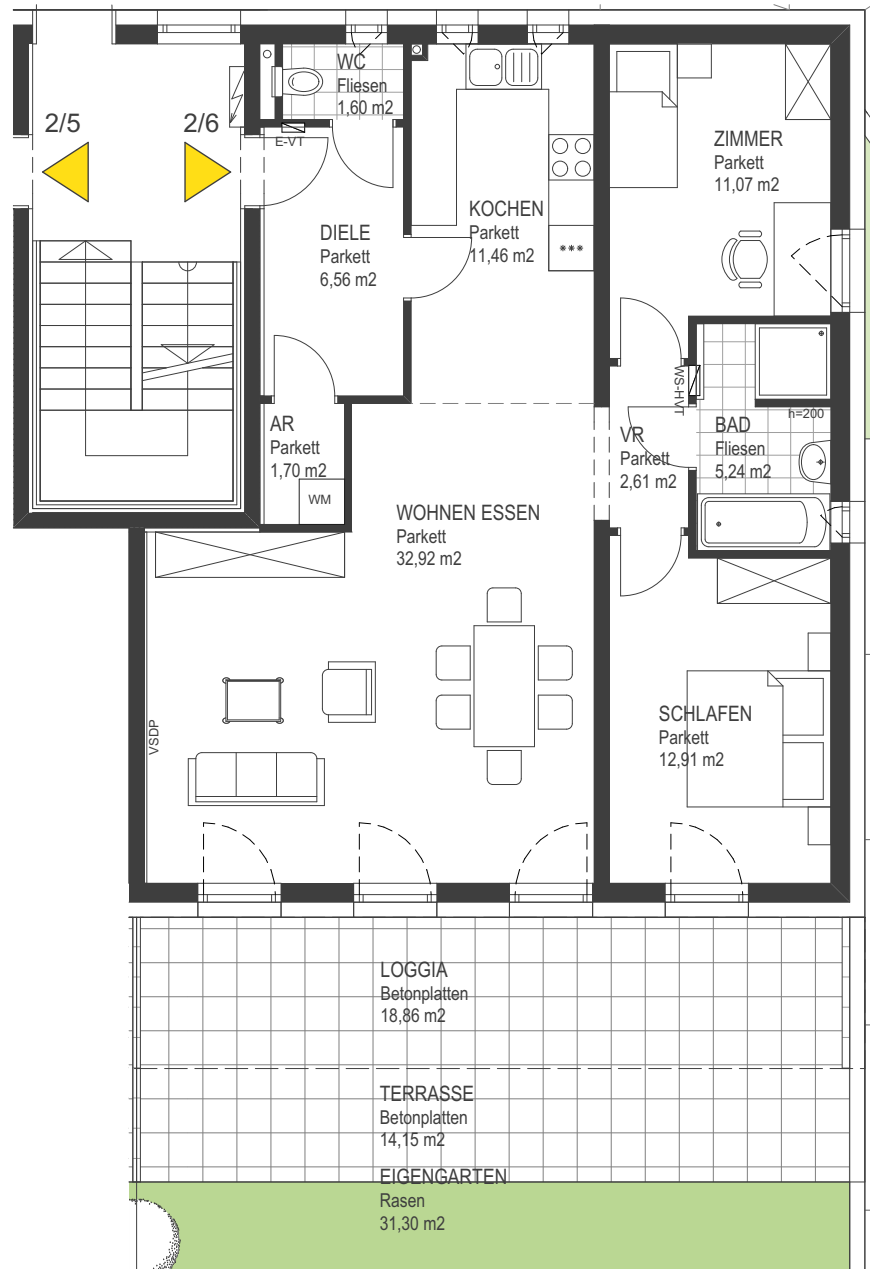 2/5
2/6
WC
Fliesen
1,60 m2
E-VT
DIELE
Parkett
6,56 m2
KOCHEN
Parkett
11,46 m2
***
ZIMMER
Parkett
11,07 m2
AR
Parkett
1,70 m2
WM
WS-HVT
VR
Parkett
2,61 m2
h=200
BAD
Fliesen
5,24 m2
WOHNEN ESSEN
Parkett
32,92 m2
VSDP
SCHLAFEN
Parkett
12,91 m2
LOGGIA
Betonplatten
18,86 m2
TERRASSE
Betonplatten
14,15 m2
EIGENGARTEN
Rasen
31,30 m2